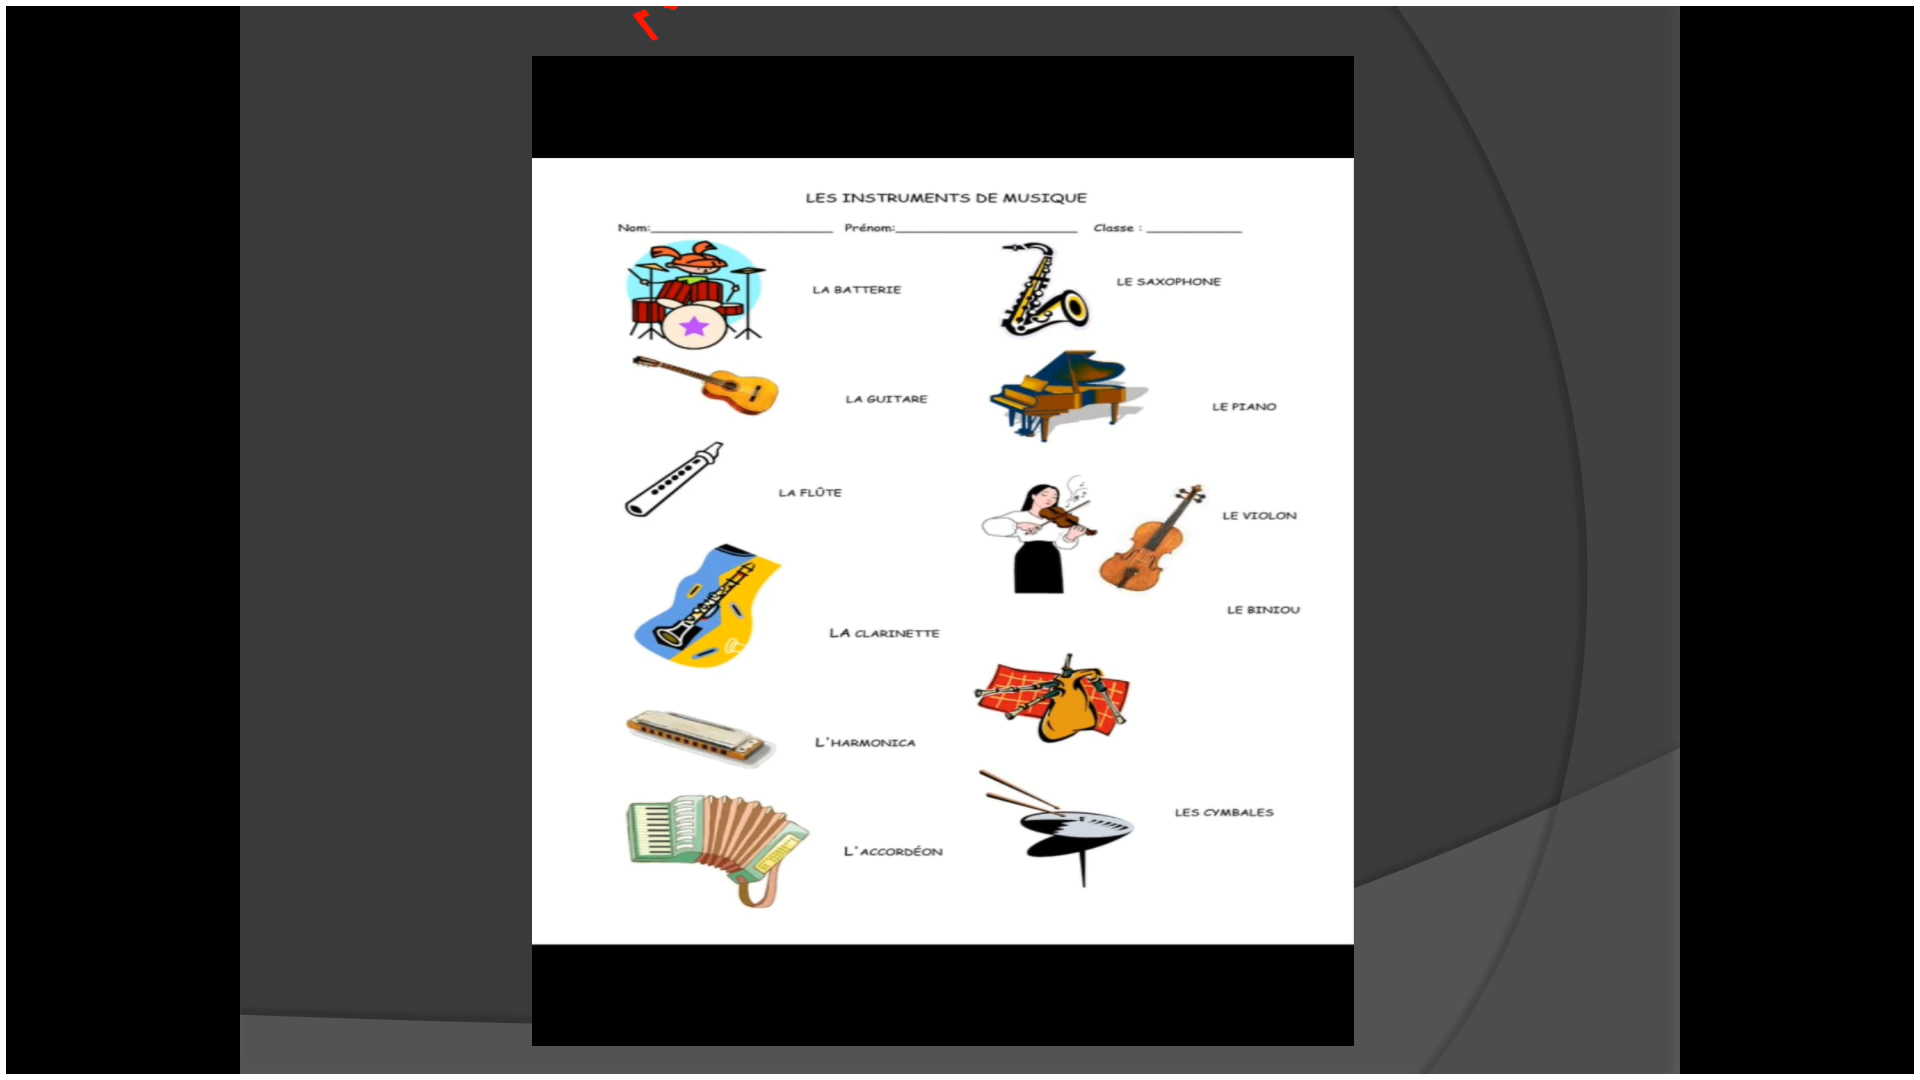 LES INSTRUMENTS DE MUSIQUE
Nom: Prénom: Classe :
LA BATTERIE
LE SAXOPHONE
LA GUITARE
LE PIANO
LA FLÛTE
LE VIOLON
LE BINIOU
LA CLARINETTE
L'HARMONICA
LES CYMBALES
L'ACCORDÉON